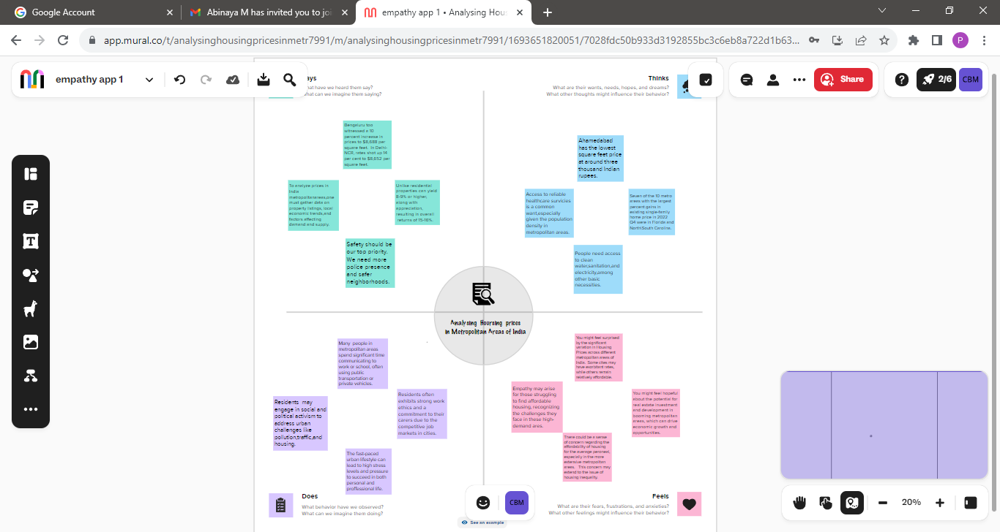 Google Account
Abinaya M has invited you to joi
empathy app 1 • Analysing Hous
app.mural.co/t/analysinghousingpricesinmetr7991/m/analysinghousingpricesinmetr7991/1693651820051/7028fdc50b933d3192855bc3c6eb8a722d1b63...
P
empathy app 1
Share
2/6
CBM
ays
hat have we heard them say?
hat can we imagine them saying?
Thinks
What are their wants, needs, hopes, and dreams?
What other thoughts might influence their behavior?
Bengaluru too
witnessed a 10
percent increase in
prices to $8,688 per
square feet. In Delhi-
NCR, rates shot up 14
per cent to $8,652 per
square feet.
To analyze prices in
India
metropolitanareas,one
must gather data on
property listings, local
economic trends,and
factors affecting
demand and supply.
Unlike residential
properties can yield
8-9% or higher,
along with
appreciation,
resulting in overall
returns of 15-16%.
Safety should be
our top priority.
We need more
police presence
and safer
neighborhoods.
Ahamedabad
has the lowest
square feet price
at around three
thousand Indian
rupees.
Access to reliable
healthcare survicies
is a common
want,especially
given the population
density in
metropolitan areas.
Seven of the 10 metro
areas with the largest
percent gains in
existing single-family
home price in 2022
Q4 were in Floride and
North\South Caroline.
People need access
to clean
water,sanitation,and
electricity,among
other basic
necessities.
Analysing Hoursing prices
in Metropolitan Areas of India
Many people in
metropolitan areas
spend significant time
communicating to
work or school, often
using public
transportation or
private vehicles.
Residents may
engage in social and
political activism to
address urban
challenges like
pollution,traffic,and
housing.
Residents often
exhibits strong work
ethics and a
commitment to their
carers due to the
competitive job
markets in cities.
The fast-paced
urban lifestyle can
lead to high stress
levels and pressure
to succeed in both
personal and
proffessional life.
You might feel surprised
by the significant
variation in Housing
Prices across different
metropolitan areas of
India. Some cities may
have exorbitant rates,
while others remain
relatively affordable.
Empathy may arise
for those struggling
to find affordable
housing, recognizing
the challenges they
face in these high-
demand ares.
You might feel hopeful
about the potential for
real estate investment
and development in
booming metropolitan
areas, which can drive
economic growth and
opportunities.
There could be a sense
of concern regarding the
affordability of housing
for the average
especially in the more
extensive metropolitan
areas. This concern may
extend to the issue of
housing inequality.
Does
What behavior have we observed?
What can we imagine them doing?
Feels
What are their fears, frustrations, and anxieties?
What other feelings might influence their behavior?
CBM
See an example
20%